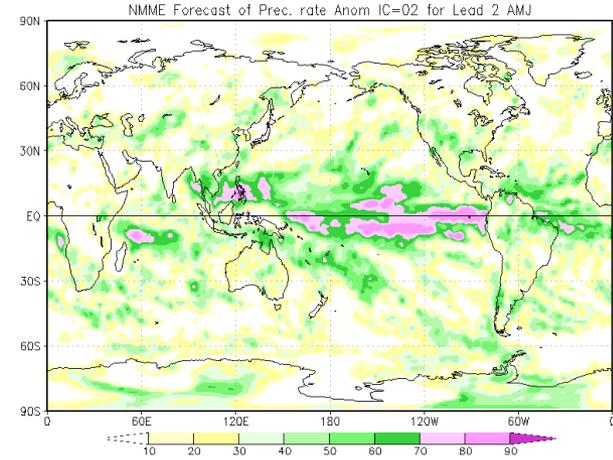 NMME Forecast of Prec. rate Anom IC=02 for Lead 2 AMJ
90N
60N
30N
EQ
30S
60S
90S
0 60E 120E 180 120W 60W 0
10 20 30 40 50 60 70 80 90